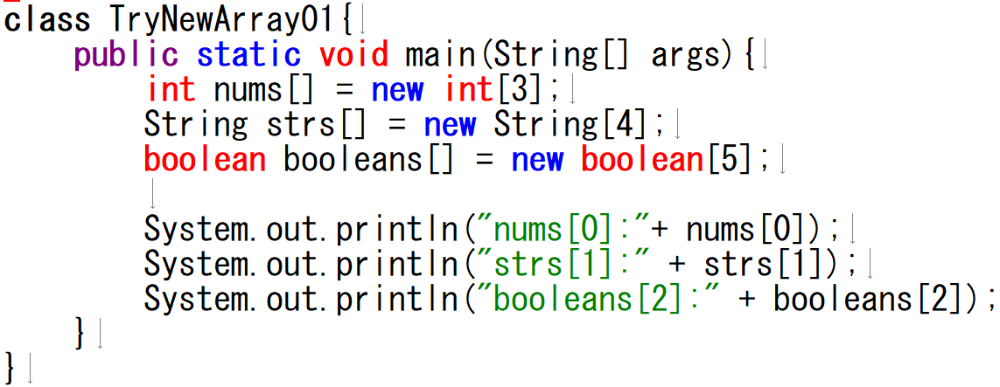 class TryNewArray01{
public static void main(String[] args){
int nums[] = new int[3];
String strs[] = new String[4];
boolean booleans[] = new boolean[5];
System.out.println("nums[0]:"+ nums[0]);
System.out.println("strs[1]:" + strs[1]);
System.out.println("booleans[2]:" + booleans[2]);
}
}